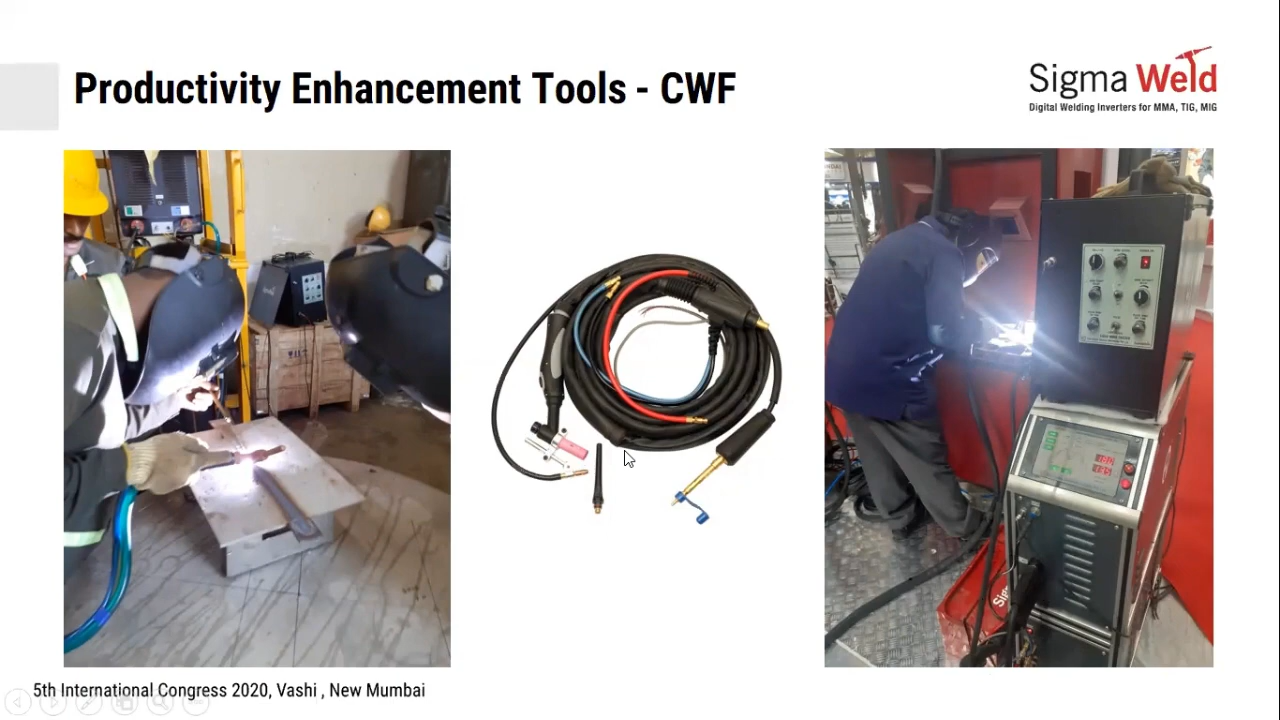 Productivity Enhancement Tools - CWF
Sigma Weld
Digital Welding Inverters for MMA, TIG, MIG
5th International Congress 2020, Vashi , New Mumbai